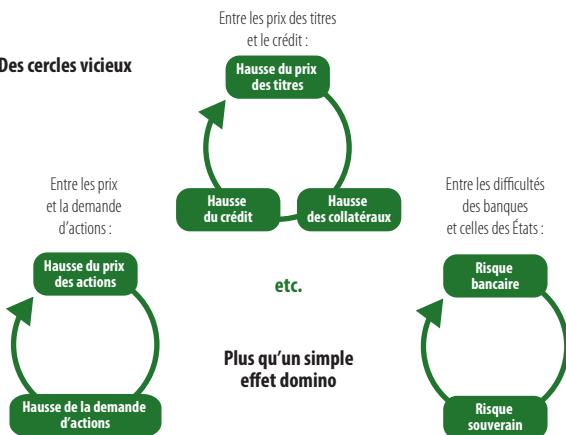 Des cercles vicieux
Entre les prix des titres
et le crédit :
Hausse du prix
des titres
Hausse
du crédit
Hausse
des collatéraux
Entre les prix
et la demande
d'actions :
Hausse du prix
des actions
Hausse de la demande
d'actions
etc.
Plus qu'un simple
effet domino
Entre les difficultés
des banques
et celles des États :
Risque
bancaire
Risque
souverain